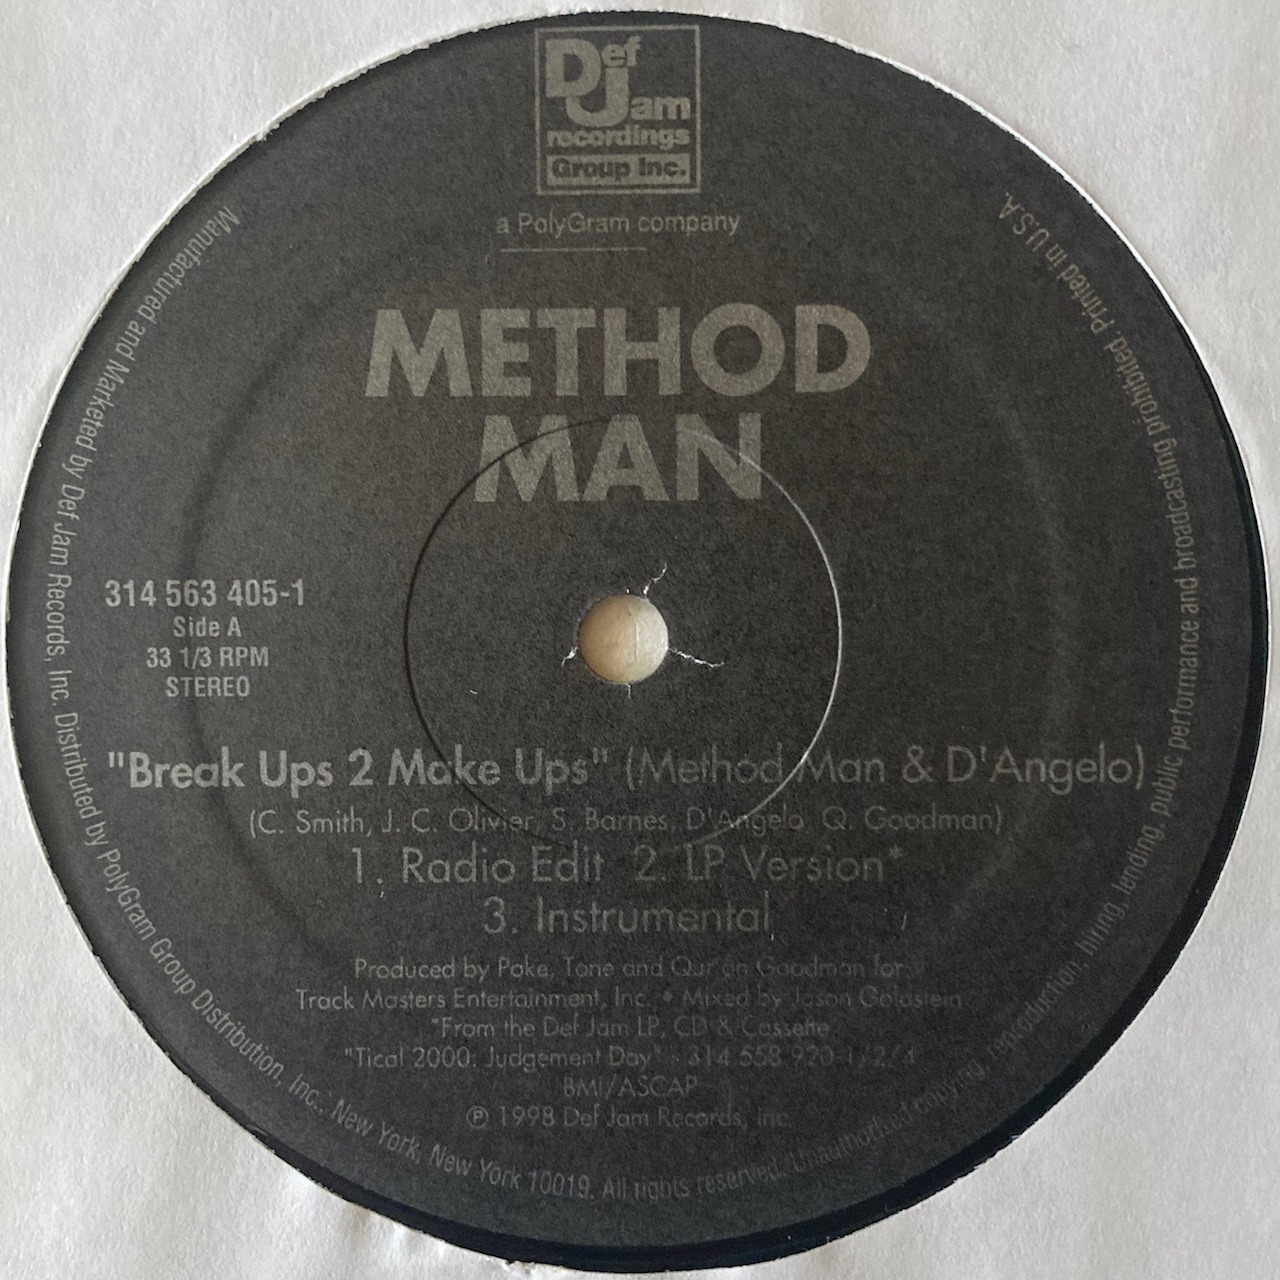 Def
Jam
recordings
Group Inc.
a PolyGram company
METHOD
MAN
314 563 405-1
Side A
33 1/3 RPM
STEREO
"Break Ups 2 Make Ups" (Method Man & D'Angelo)
(C. Smith, J. C. Olivier, S. Barnes, D'Angelo, Q. Goodman)
1. Radio Edit 2. LP Version*
3. Instrumental
Produced by Poke, Tone and Qur'an Goodman for
Track Masters Entertainment, Inc. • Mixed by Jason Goldstein
*From the Def Jam LP, CD & Cassette
"Tical 2000: Judgement Day" - 314 558 920-1/2/4
BMI/ASCAP
℗ 1998 Def Jam Records, Inc.
Manufactured and Marketed by Def Jam Records, Inc. Distributed by PolyGram Group Distribution, Inc., New York, New York 10019. All rights reserved. Unauthorized copying, reproduction, hiring, lending, public performance and broadcasting prohibited. Printed in U.S.A.